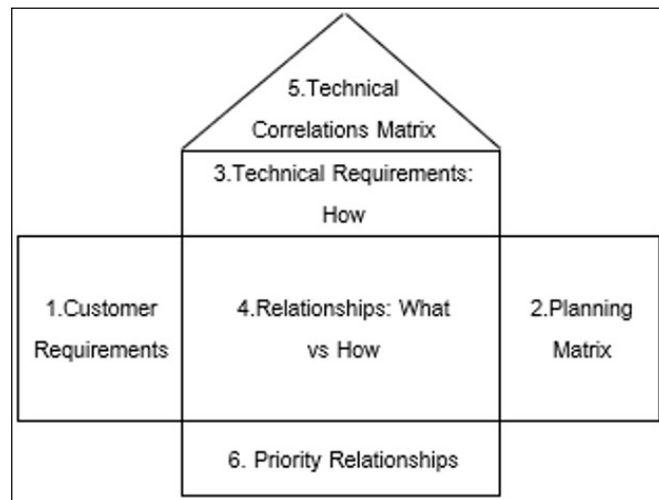 5.Technical
Correlations Matrix
3.Technical Requirements:
How
1.Customer
Requirements
4.Relationships: What
vs How
2.Planning
Matrix
6. Priority Relationships